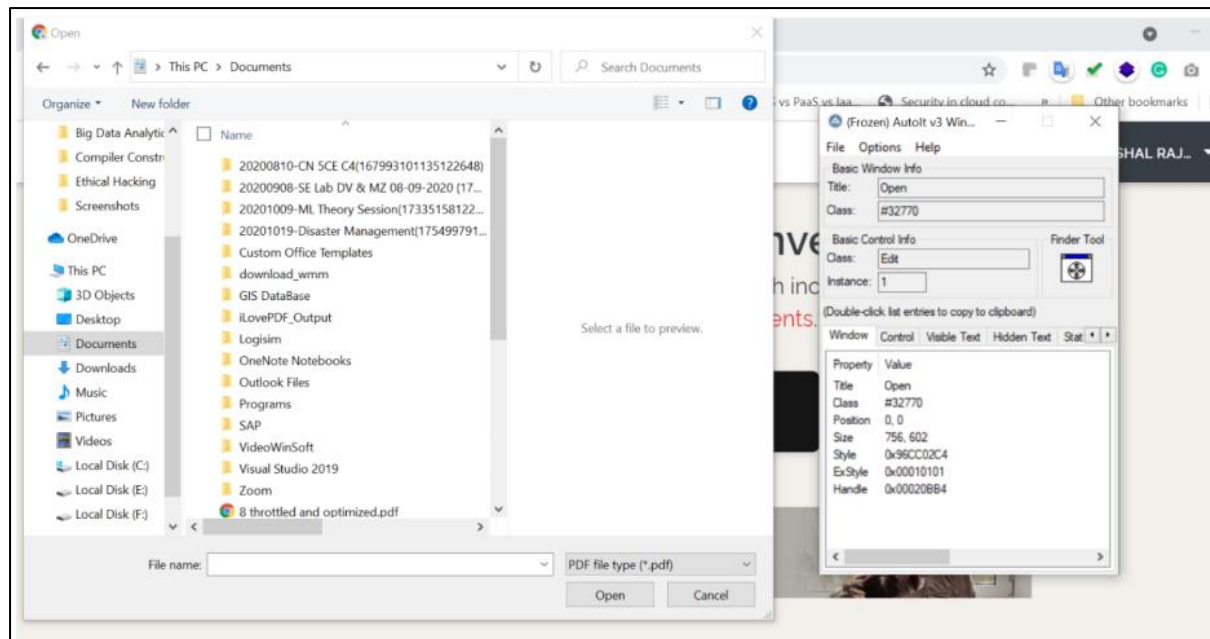 Open
This PC > Documents
Search Documents
Organize
New folder
Big Data Analytic
Compiler Constr
Ethical Hacking
Screenshots
OneDrive
This PC
3D Objects
Desktop
Documents
Downloads
Music
Pictures
Videos
Local Disk (C:)
Local Disk (E:)
Local Disk (F:)
Name
20200810-CN SCE C4(167993101135122648)
20200908-SE Lab DV & MZ 08-09-2020 (17...
20201009-ML Theory Session(17335158122...
20201019-Disaster Management(175499791...
Custom Office Templates
download_wmm
GIS DataBase
iLovePDF_Output
Logisim
OneNote Notebooks
Outlook Files
Programs
SAP
VideoWinSoft
Visual Studio 2019
Zoom
8 throttled and optimized.pdf
Select a file to preview.
File name:
PDF file type (*.pdf)
Open Cancel
vs PaaS vs Iaa...
Security in cloud co...
Other bookmarks
SHAL RAJ...
nve
h inc
ents.
(Frozen) AutoIt v3 Win...
File Options Help
Basic Window Info
Title: Open
Class: #32770
Basic Control Info
Class: Edit
Instance: 1
Finder Tool
(Double-click list entries to copy to clipboard)
Window Control Visible Text Hidden Text Stat
Property Value
Title Open
Class #32770
Position 0, 0
Size 756, 602
Style 0x96CC02C4
ExStyle 0x00010101
Handle 0x00020BB4